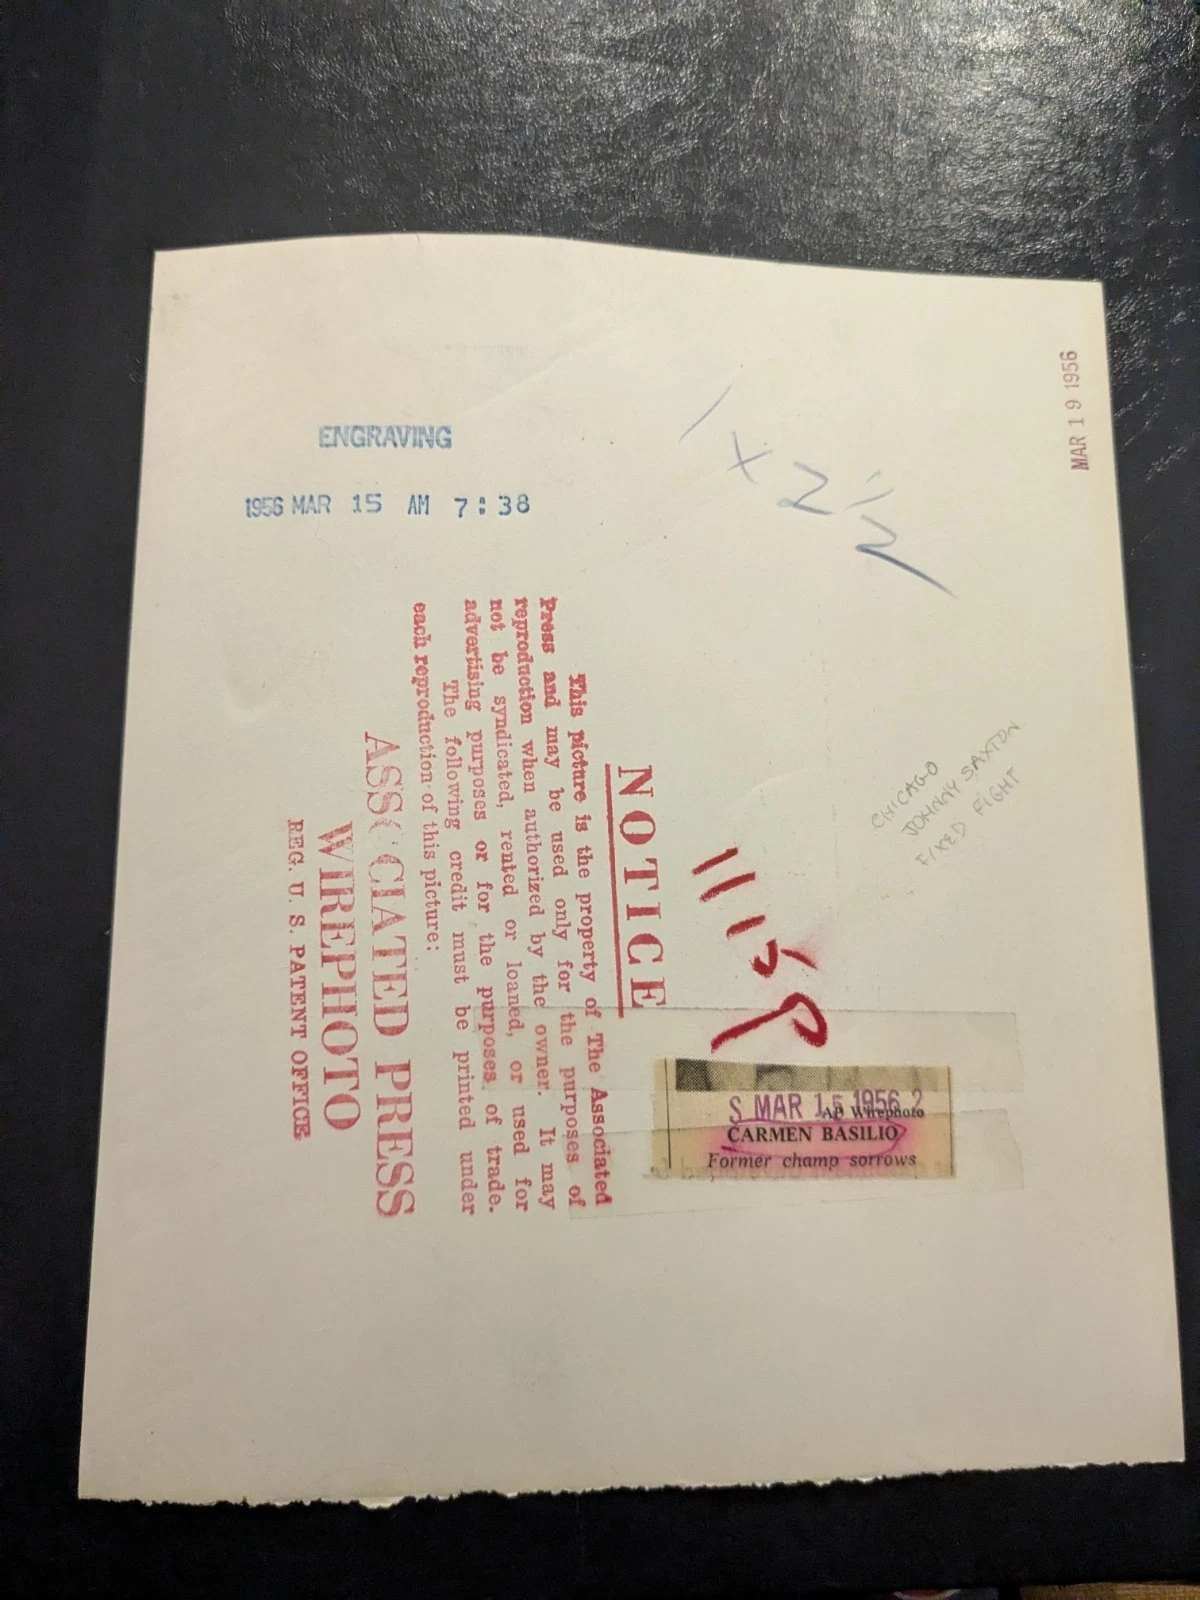 MAR 19 1956
ENGRAVING
1956 MAR 15 AM 7:38
1 x 2 1/2
CHICAGO
JOHNNY SAXTON
FIXED FIGHT
NOTICE
This picture is the property of The Associated
Press and may be used only for the purposes of
reproduction when authorized by the owner. It may
not be syndicated, rented or loaned, or used for
advertising purposes or for the purposes of trade.
The following credit must be printed under
each reproduction of this picture:
ASSOCIATED PRESS
WIREPHOTO
REG. U. S. PATENT OFFICE
S MAR 15 1956 2
AP Wirephoto
CARMEN BASILIO
Former champ sorrows